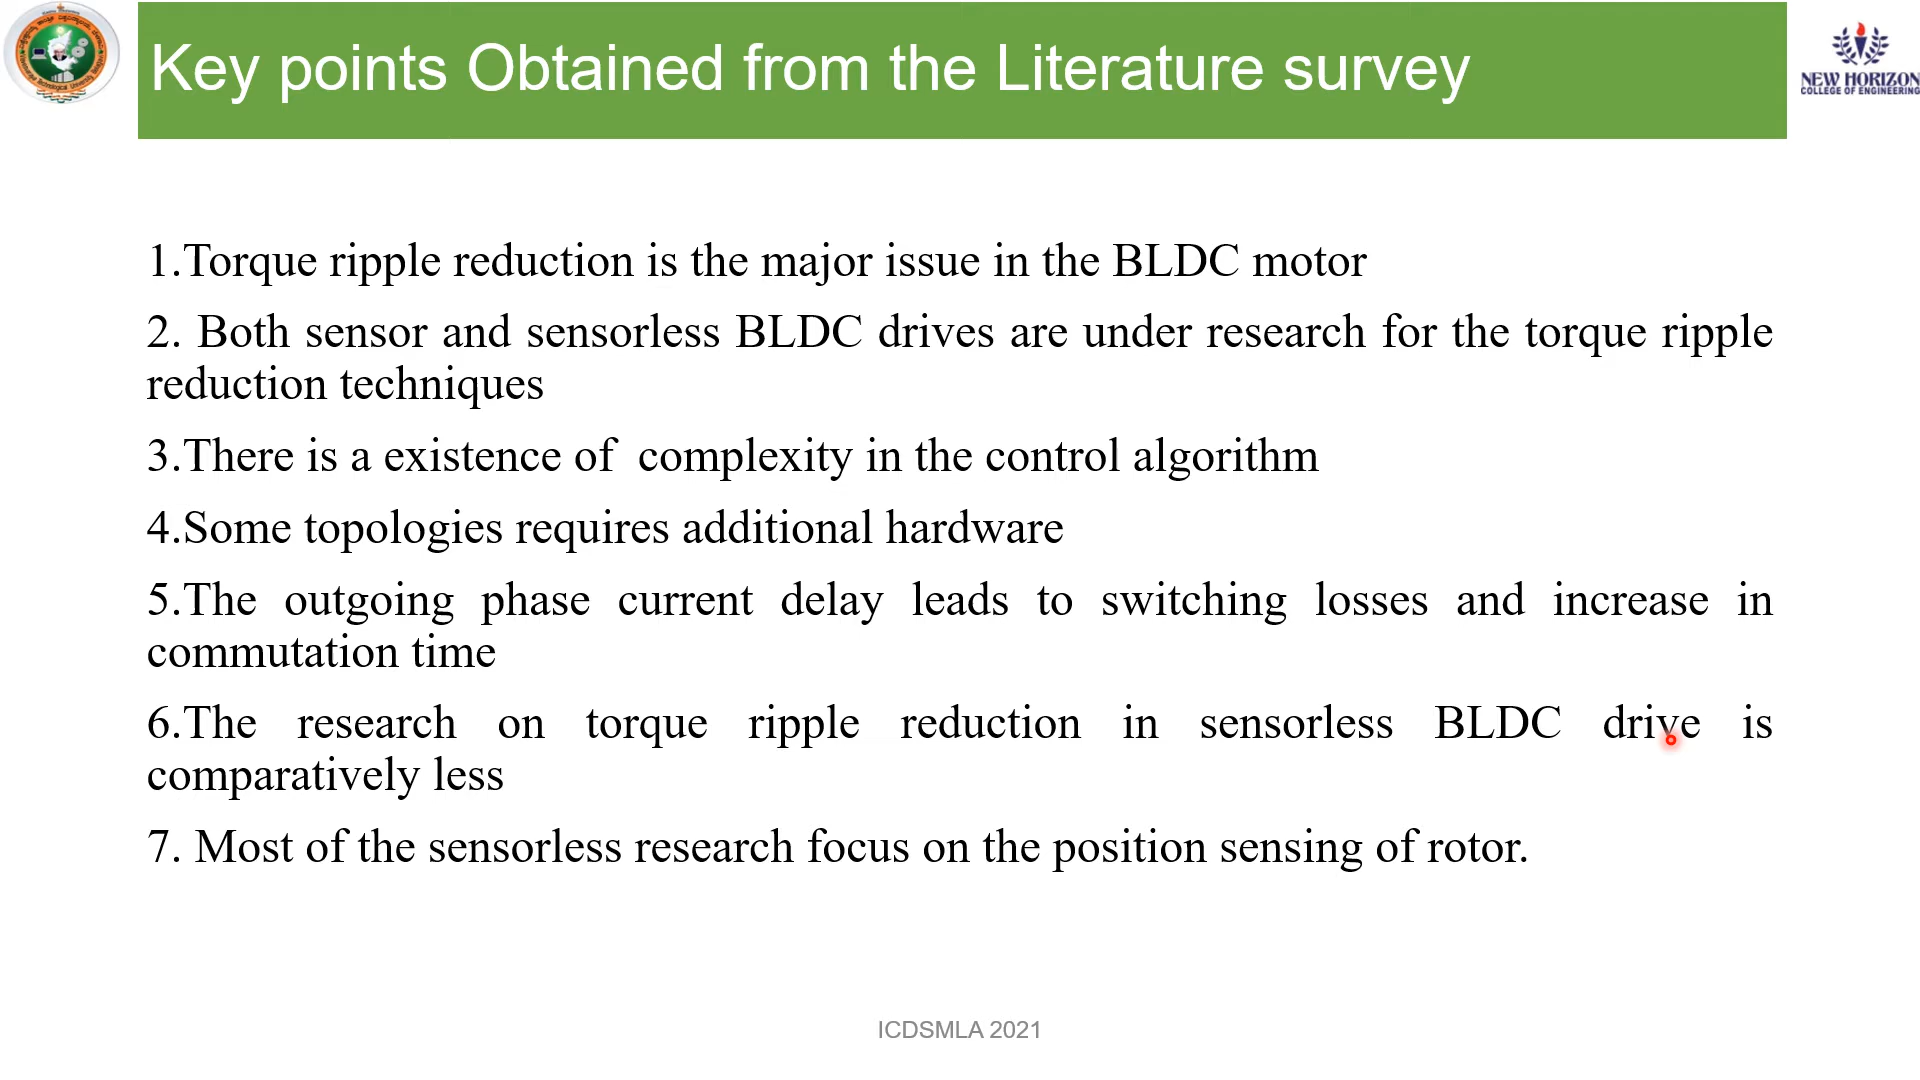 Key points Obtained from the Literature survey
NEW HORIZON
COLLEGE OF ENGINEERING
1.Torque ripple reduction is the major issue in the BLDC motor
2. Both sensor and sensorless BLDC drives are under research for the torque ripple
reduction techniques
3.There is a existence of  complexity in the control algorithm
4.Some topologies requires additional hardware
5.The outgoing phase current delay leads to switching losses and increase in
commutation time
6.The research on torque ripple reduction in sensorless BLDC drive is
comparatively less
7. Most of the sensorless research focus on the position sensing of rotor.
ICDSMLA 2021